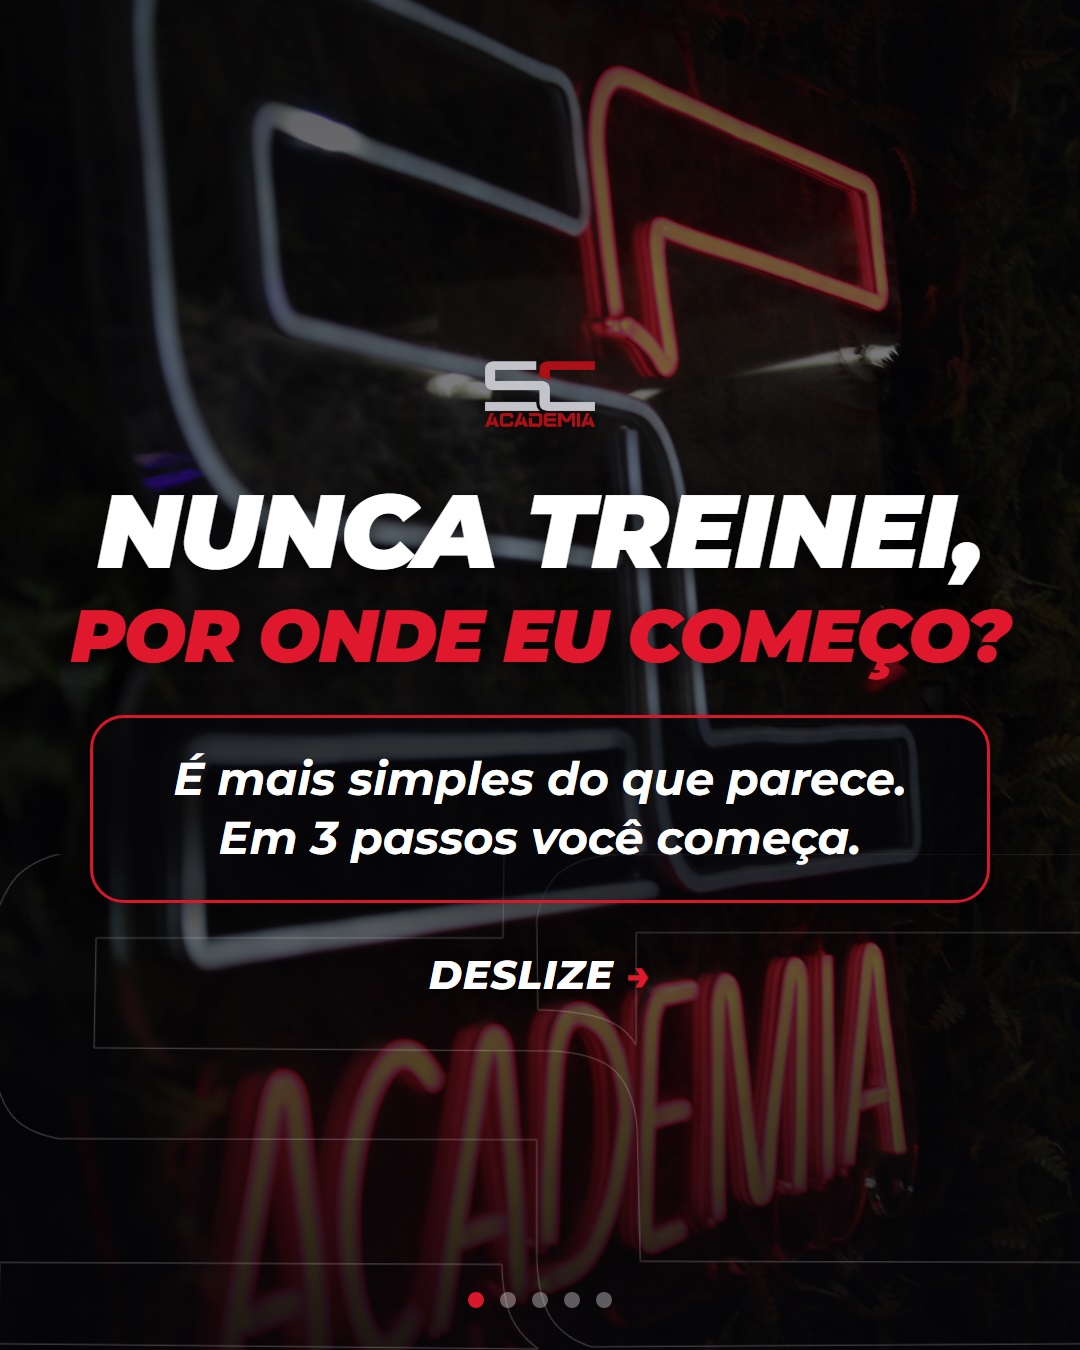 SC
ACADEMIA
NUNCA TREINEI,
POR ONDE EU COMEÇO?
É mais simples do que parece.
Em 3 passos você começa.
DESLIZE →
ACADEMIA